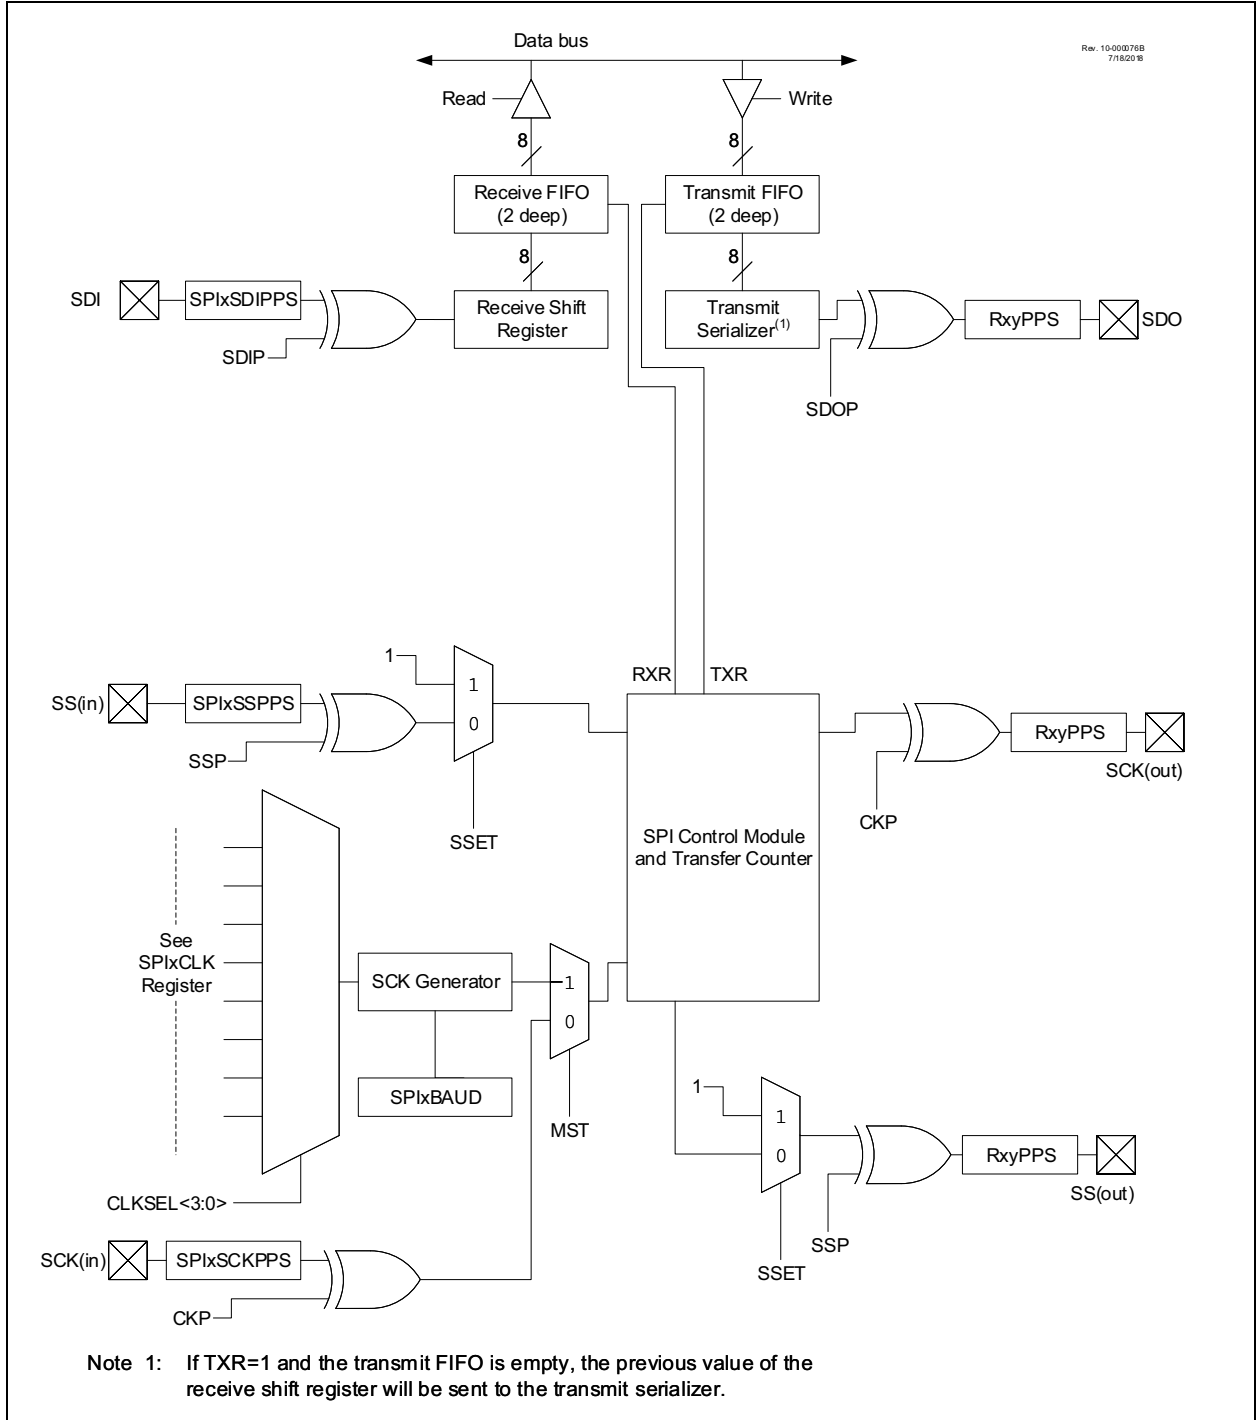 Data bus
Rev. 10-000076B
7/18/2018
Read
Write
8
8
Receive FIFO
(2 deep)
Transmit FIFO
(2 deep)
8
8
SDI
SPIxSDIPPS
SDIP
Receive Shift
Register
Transmit
Serializer(1)
SDOP
RxyPPS
SDO
RXR
TXR
1
1
0
SS(in)
SPIxSSPPS
SSP
SSET
SPI Control Module
and Transfer Counter
CKP
RxyPPS
SCK(out)
See
SPIxCLK
Register
SCK Generator
1
0
SPIxBAUD
MST
CLKSEL<3:0>
1
1
0
SSET
SSP
RxyPPS
SS(out)
SCK(in)
SPIxSCKPPS
CKP
Note 1: If TXR=1 and the transmit FIFO is empty, the previous value of the
receive shift register will be sent to the transmit serializer.